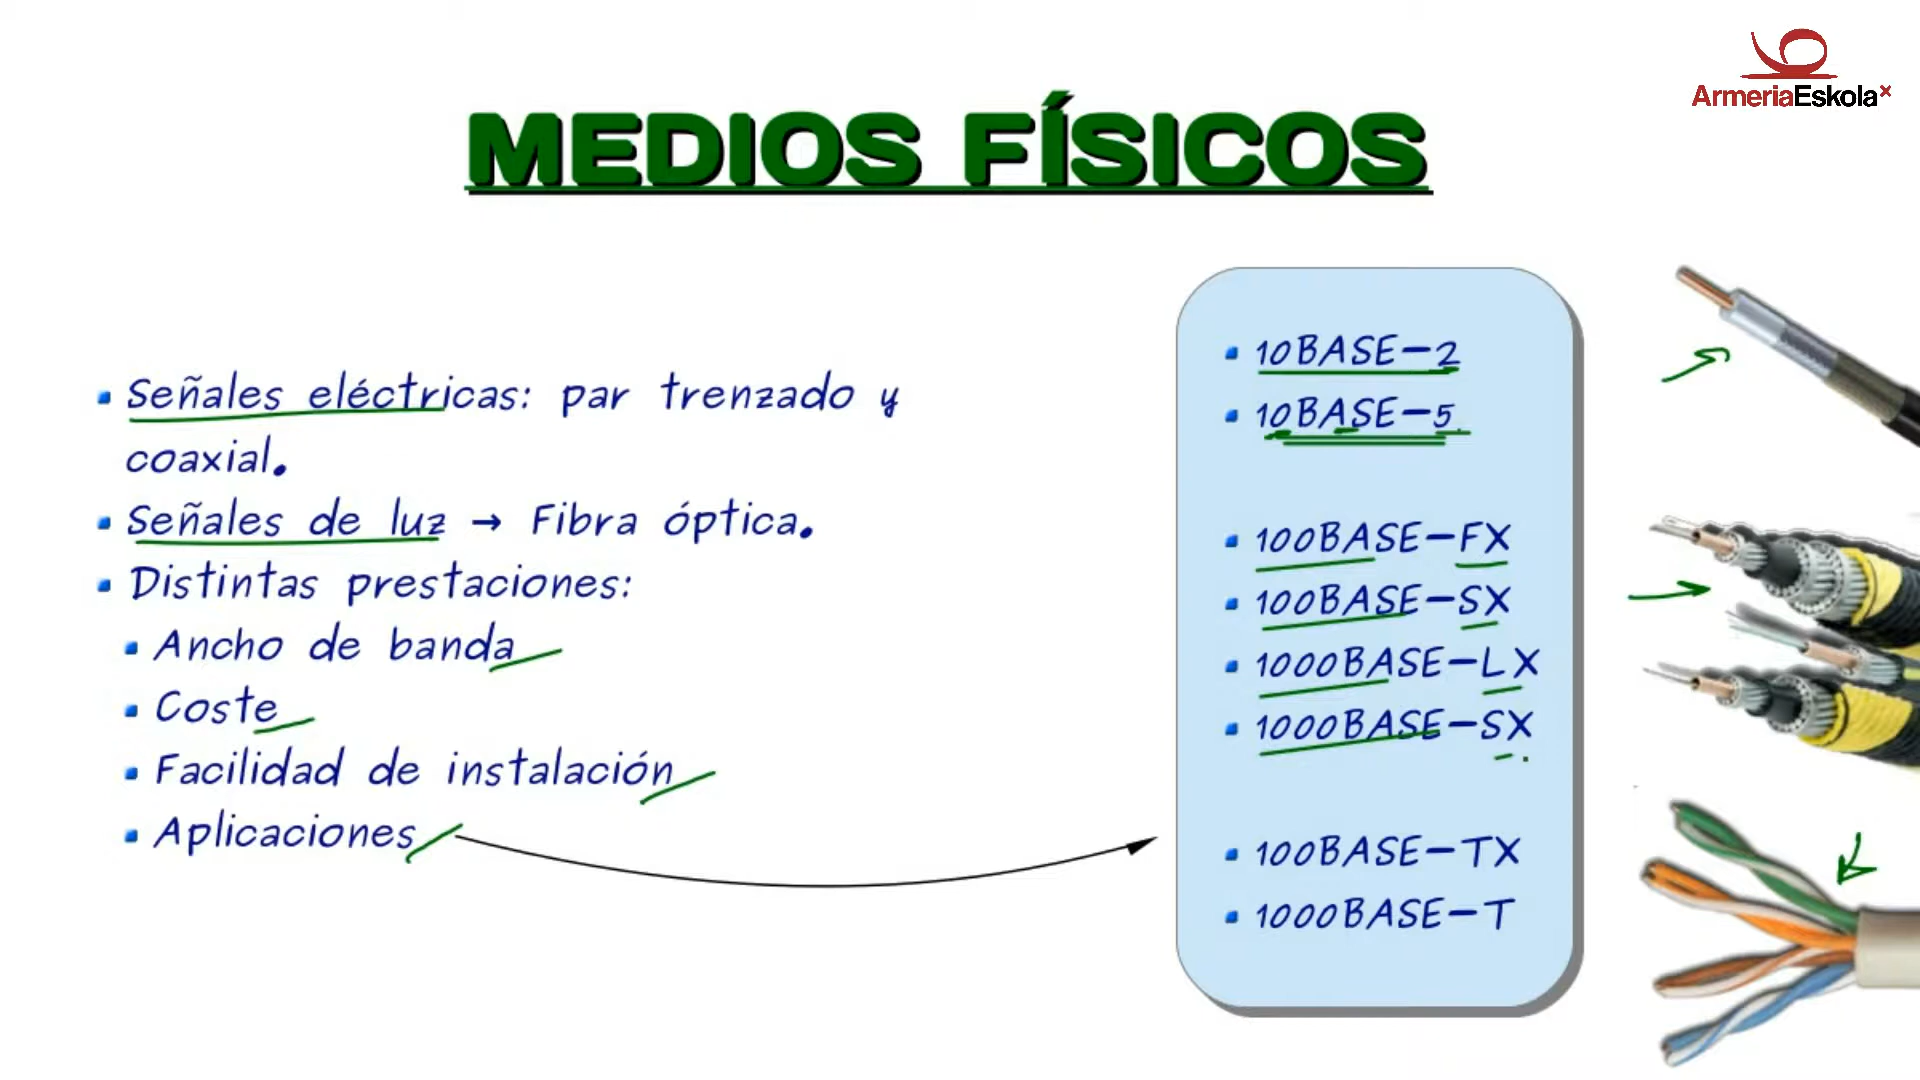 ArmeriaEskola
MEDIOS FÍSICOS
Señales eléctricas: par trenzado y
coaxial.
Señales de luz → Fibra óptica.
Distintas prestaciones:
Ancho de banda
Coste
Facilidad de instalación
Aplicaciones
10BASE-2
10BASE-5
100BASE-FX
100BASE-SX
1000BASE-LX
1000BASE-SX
100BASE-TX
1000BASE-T